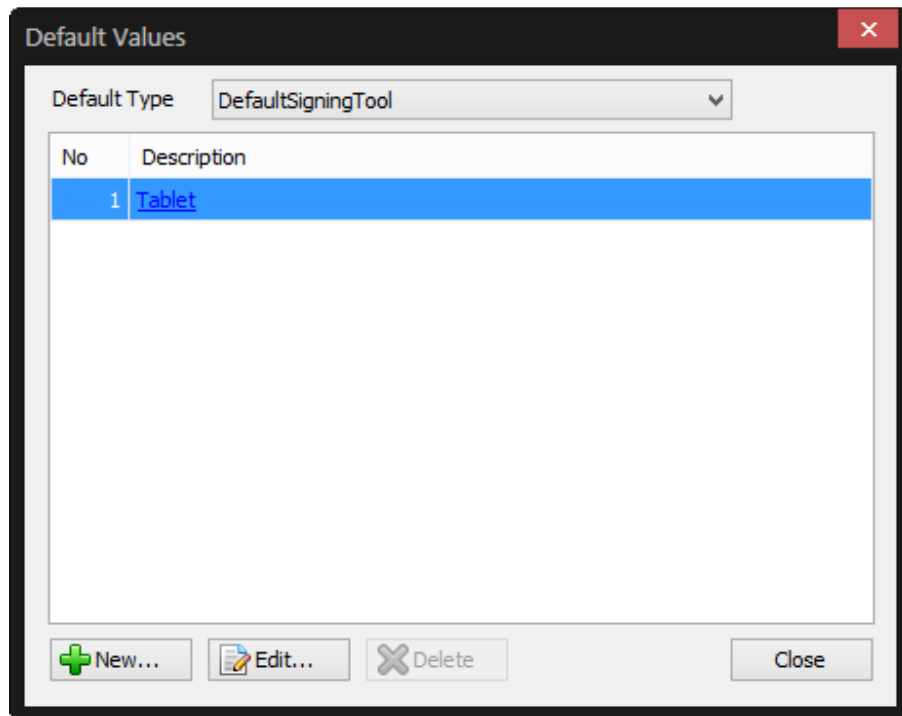 Default Values
Default Type DefaultSigningTool
No Description
1 Tablet
New... Edit... Delete Close